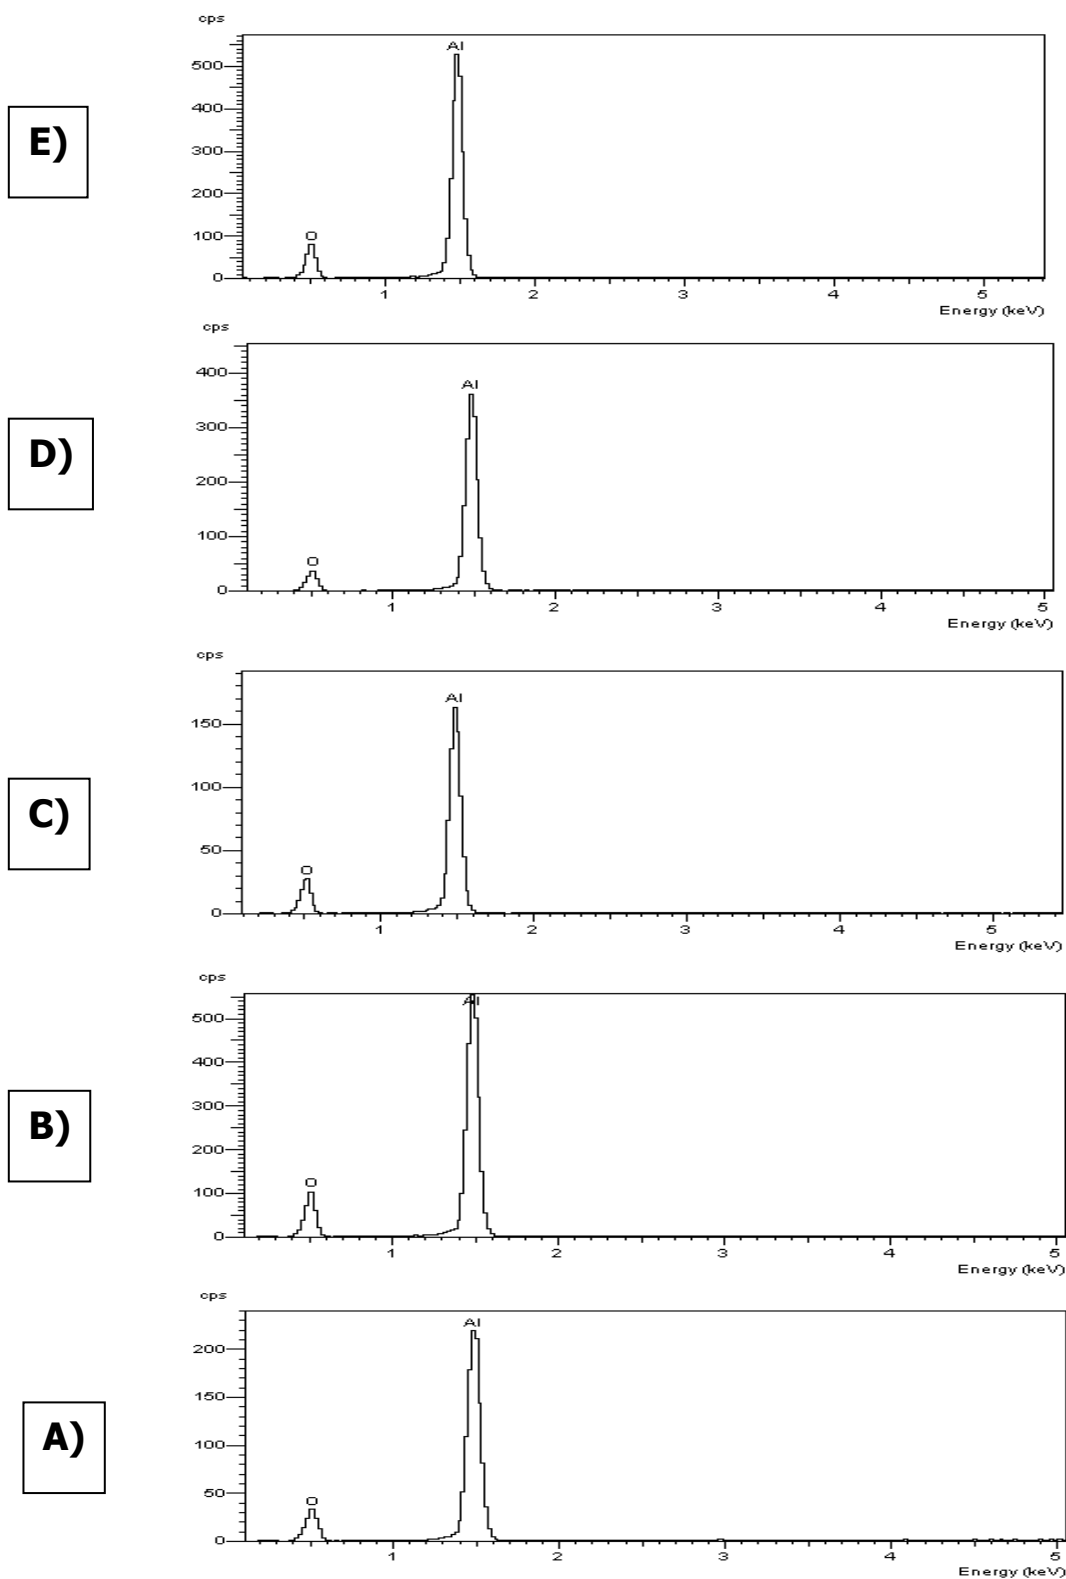 cps
E)
Al
500
400
300
200
O
100
0
1 2 3 4 5
Energy (keV)
cps
D)
400
Al
300
200
100
O
0
1 2 3 4 5
Energy (keV)
cps
C)
Al
150
100
50
O
0
1 2 3 4 5
Energy (keV)
cps
B)
Al
500
400
300
200
O
100
0
1 2 3 4 5
Energy (keV)
cps
A)
Al
200
150
100
50
O
0
1 2 3 4 5
Energy (keV)